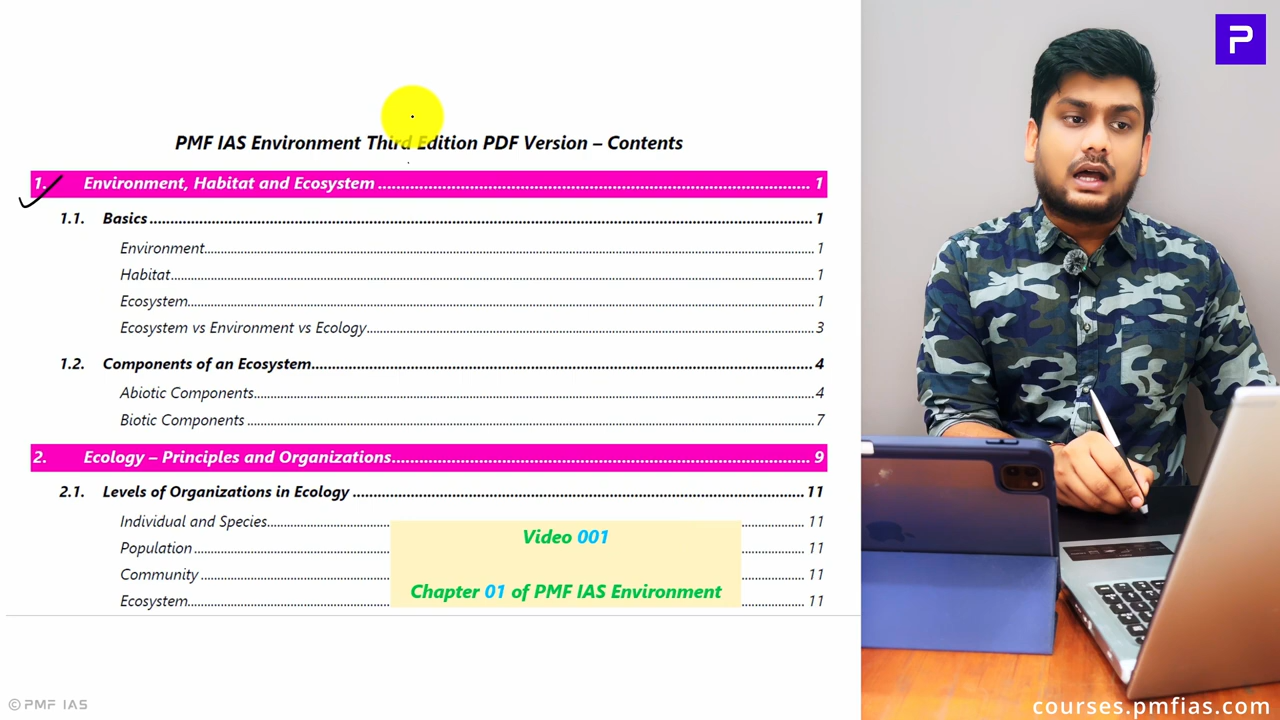 P
PMF IAS Environment Third Edition PDF Version – Contents
1. Environment, Habitat and Ecosystem ........ 1
1.1. Basics ........ 1
Environment ........ 1
Habitat ........ 1
Ecosystem ........ 1
Ecosystem vs Environment vs Ecology ........ 3
1.2. Components of an Ecosystem ........ 4
Abiotic Components ........ 4
Biotic Components ........ 7
2. Ecology – Principles and Organizations ........ 9
2.1. Levels of Organizations in Ecology ........ 11
Individual and Species ........ 11
Population ........ 11
Community ........ 11
Ecosystem ........ 11
Video 001
Chapter 01 of PMF IAS Environment
© PMF IAS
courses.pmfias.com